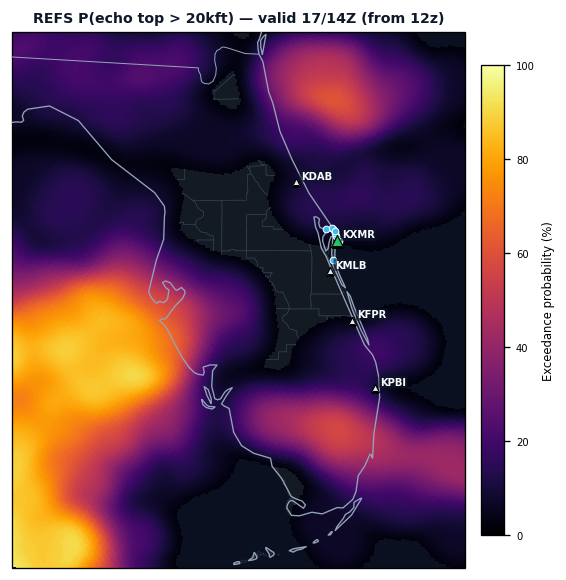 REFS P(echo top > 20kft) — valid 17/14Z (from 12z)
KDAB
KXMR
KMLB
KFPR
KPBI
100
80
60
40
20
0
Exceedance probability (%)